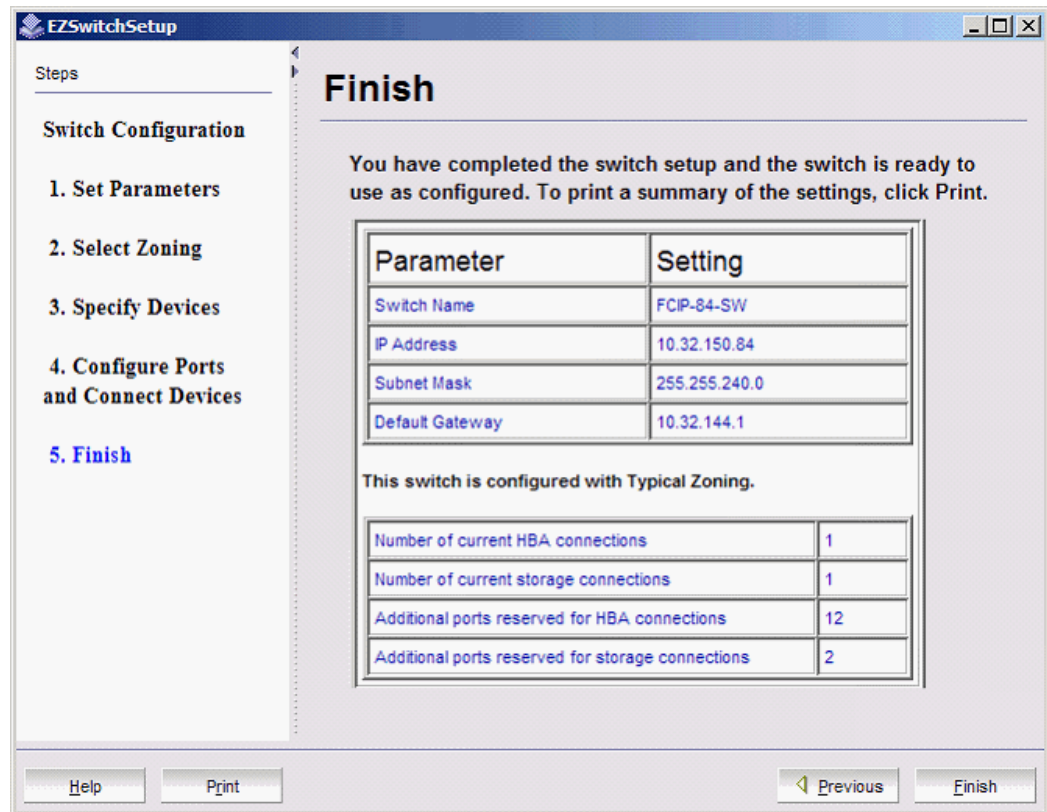 EZSwitchSetup
Steps
Switch Configuration
1. Set Parameters
2. Select Zoning
3. Specify Devices
4. Configure Ports
and Connect Devices
5. Finish
Finish
You have completed the switch setup and the switch is ready to
use as configured. To print a summary of the settings, click Print.
Parameter Setting
Switch Name FCIP-84-SW
IP Address 10.32.150.84
Subnet Mask 255.255.240.0
Default Gateway 10.32.144.1
This switch is configured with Typical Zoning.
Number of current HBA connections 1
Number of current storage connections 1
Additional ports reserved for HBA connections 12
Additional ports reserved for storage connections 2
Help Print Previous Finish